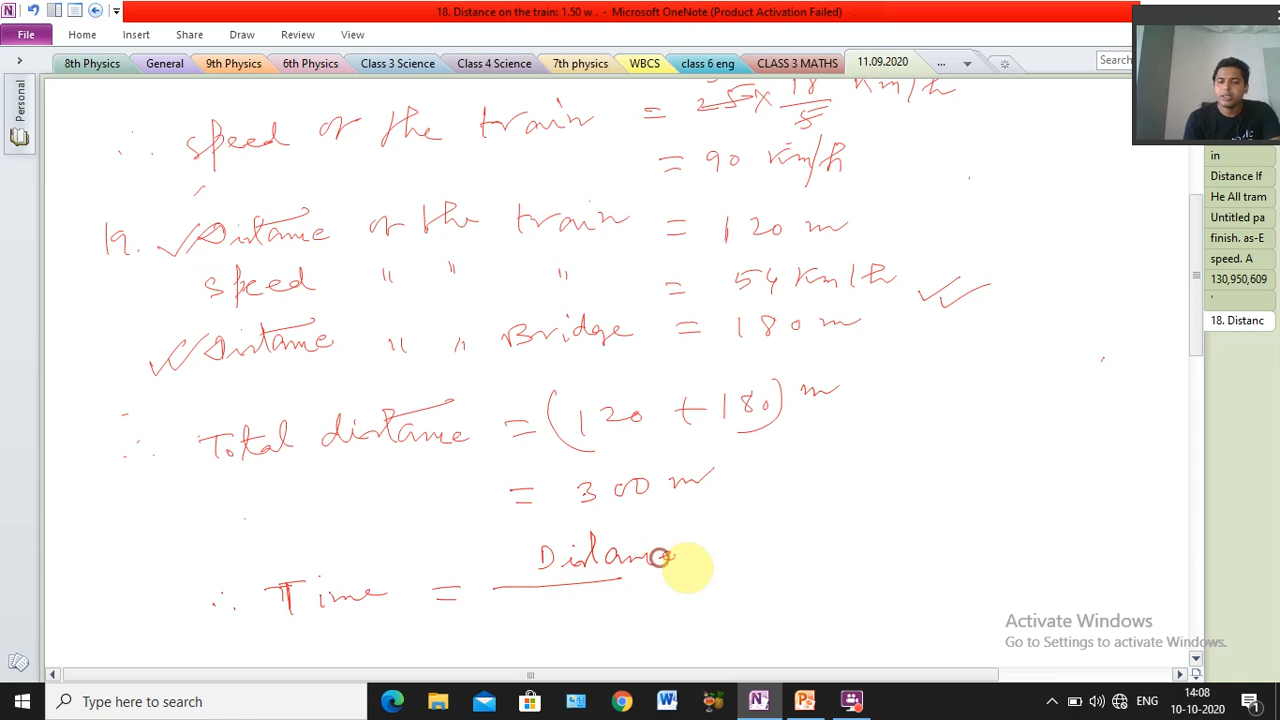 18. Distance on the train: 1.50 w . - Microsoft OneNote (Product Activation Failed)
File Home Insert Share Draw Review View
8th Physics General 9th Physics 6th Physics Class 3 Science Class 4 Science 7th physics WBCS class 6 eng CLASS 3 MATHS 11.09.2020 ... Search
Personal
∴ speed of the train = 25 × 18/5 Km/h
= 90 Km/h
19. Distance of the train = 120 m
speed " " " = 54 Km/h
Distance " " Bridge = 180 m
∴ Total distance = (120 + 180) m
= 300 m
∴ Time = Distance
in
Distance If
He All tram
Untitled pa
finish. as-E
speed. A
130,950,609
'
18. Distanc
Activate Windows
Go to Settings to activate Windows.
Type here to search
ENG
14:08
10-10-2020